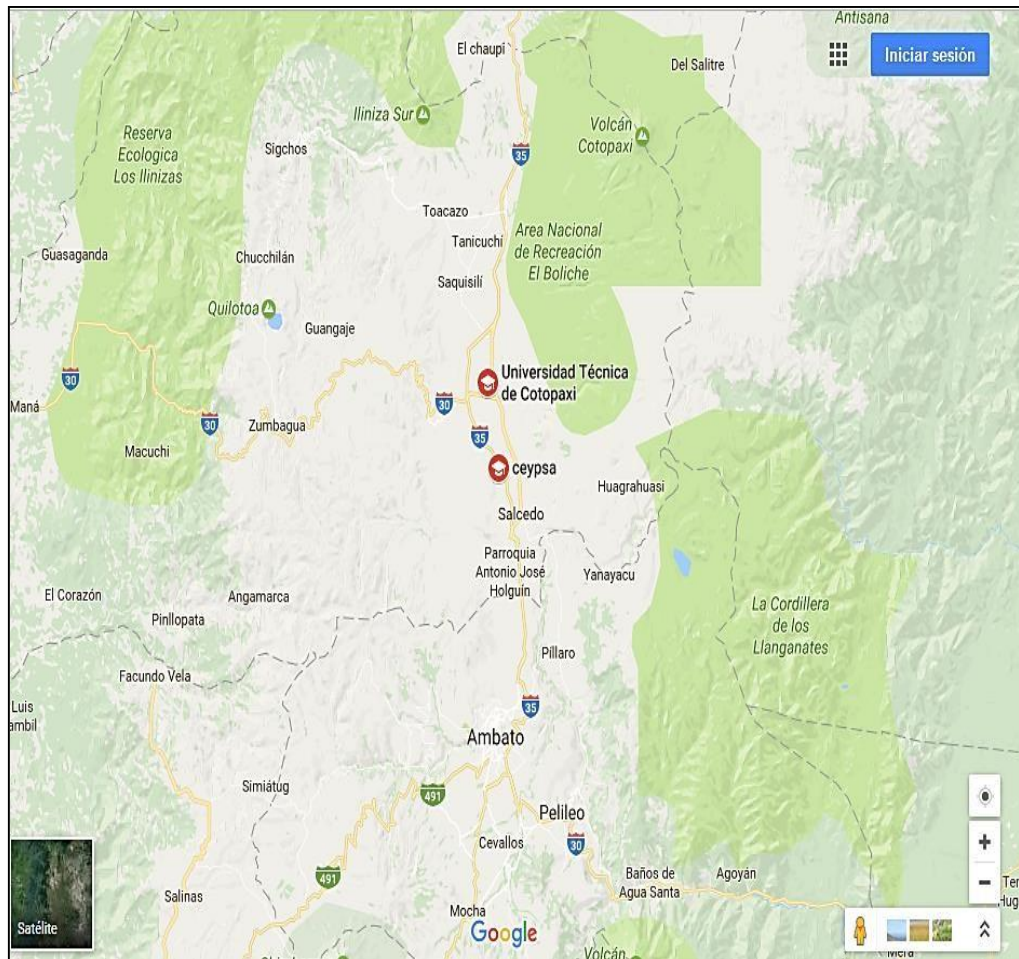 Antisana
El chaupi
Iniciar sesión
Del Salitre
Iliniza Sur
Volcán
Cotopaxi
Reserva
Ecologica
Los Ilinizas
Sigchos
35
Toacazo
Area Nacional
de Recreación
El Boliche
Tanicuchí
Guasaganda
Chucchilán
Saquisilí
Quilotoa
Guangaje
Universidad Técnica
de Cotopaxi
30
30
Maná
30
Zumbagua
35
Macuchi
ceypsa
Huagrahuasi
Salcedo
Parroquia
Antonio José
Holguín
Yanayacu
El Corazón
Angamarca
Pinllopata
La Cordillera
de los
Llanganates
Píllaro
Facundo Vela
Luis
ambil
35
Ambato
Simiátug
491
Pelileo
Cevallos
30
491
Baños de
Agua Santa
Agoyán
Salinas
Mocha
Satélite
Google
Volcán
Mera